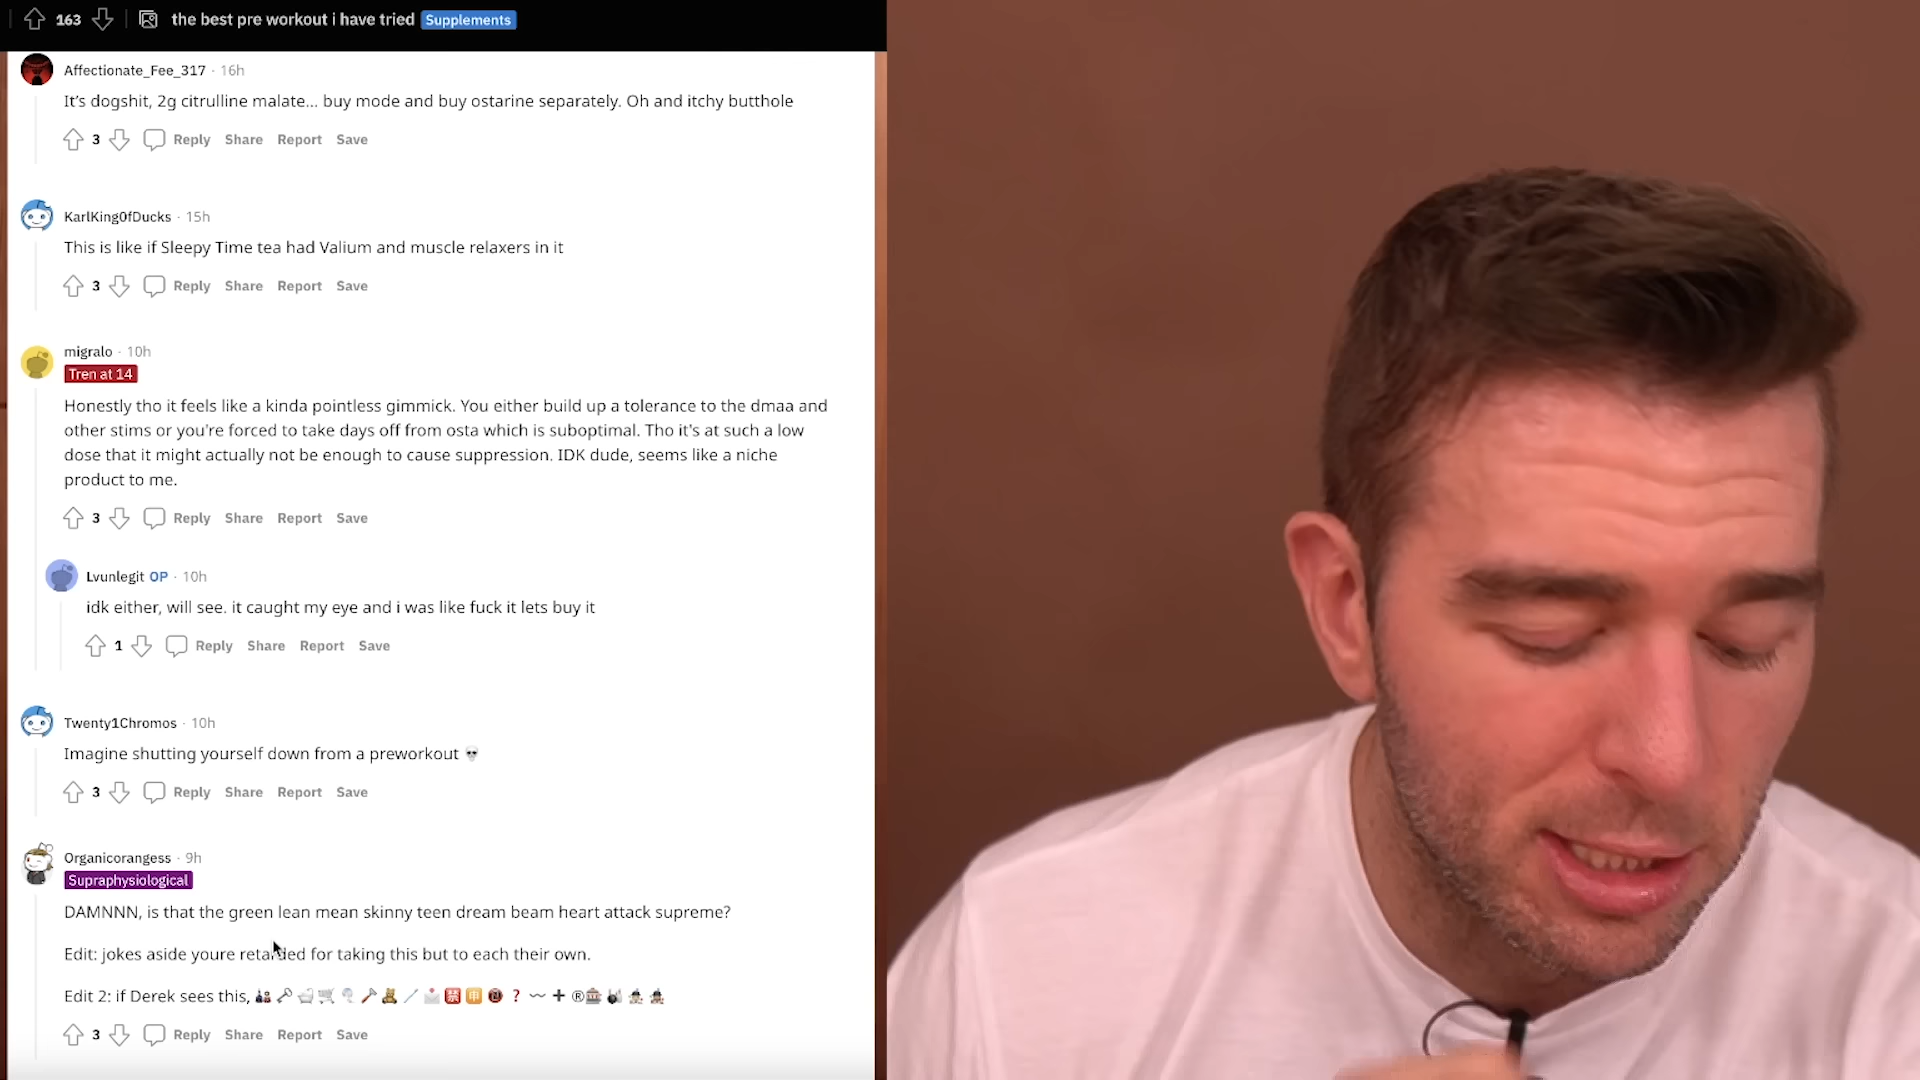 163 the best pre workout i have tried Supplements
Affectionate_Fee_317 · 16h
It's dogshit, 2g citrulline malate... buy mode and buy ostarine separately. Oh and itchy butthole
3 Reply Share Report Save
KarlKing0fDucks · 15h
This is like if Sleepy Time tea had Valium and muscle relaxers in it
3 Reply Share Report Save
migralo · 10h
Tren at 14
Honestly tho it feels like a kinda pointless gimmick. You either build up a tolerance to the dmaa and
other stims or you're forced to take days off from osta which is suboptimal. Tho it's at such a low
dose that it might actually not be enough to cause suppression. IDK dude, seems like a niche
product to me.
3 Reply Share Report Save
Lvunlegit OP · 10h
idk either, will see. it caught my eye and i was like fuck it lets buy it
1 Reply Share Report Save
Twenty1Chromos · 10h
Imagine shutting yourself down from a preworkout 💀
3 Reply Share Report Save
Organicorangess · 9h
Supraphysiological
DAMNNN, is that the green lean mean skinny teen dream beam heart attack supreme?
Edit: jokes aside youre retarded for taking this but to each their own.
Edit 2: if Derek sees this, 🈲 🈸 ❓ 〰 ➕ ®
3 Reply Share Report Save